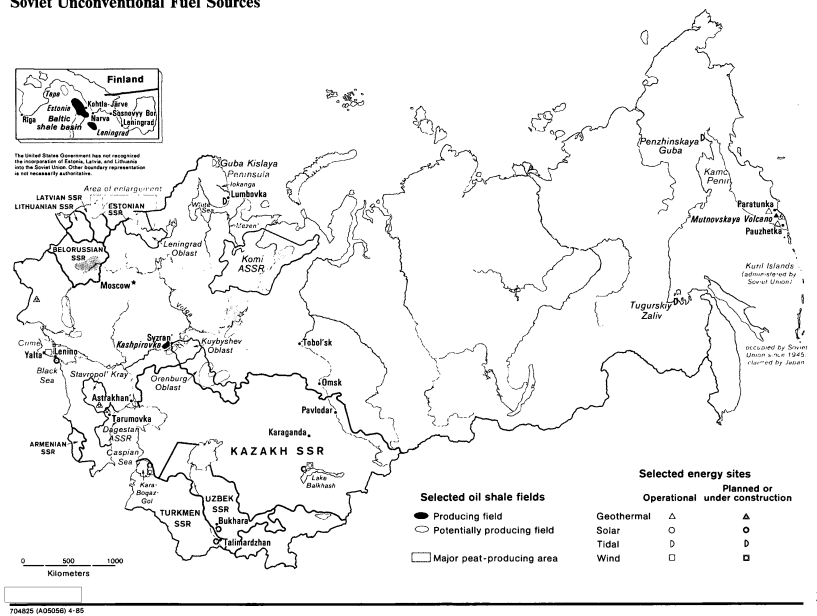 Soviet Unconventional Fuel Sources
Finland
Tapa
Estonia
Kohtla-Järve
Baltic
shale basin
Narva
Sosnovyy Bor
Leningrad
Riga
Leningrad
The United States Government has not recognized
the incorporation of Estonia, Latvia, and Lithuania
into the Soviet Union. Other boundary representation
is not necessarily authoritative.
Area of enlargement
LATVIAN SSR
LITHUANIAN SSR
ESTONIAN
SSR
BELORUSSIAN
SSR
Guba Kislaya
Peninsula
Iokanga
Lumbovka
White
Sea
Mezen'
Leningrad
Oblast
Komi
ASSR
Moscow
Volga
Syzran'
Kashpirovka
Kuybyshev
Oblast
Tobol'sk
Omsk
Pavlodar
Crimea
Yalta
Lenino
Black
Sea
Stavropol' Kray
Orenburg
Oblast
Astrakhan'
Tarumovka
Dagestan
ASSR
ARMENIAN
SSR
Caspian
Sea
Karaganda
KAZAKH SSR
Lake
Balkhash
Kara-
Bogaz-
Gol
TURKMEN
SSR
UZBEK
SSR
Bukhara
Talimardzhan
Penzhinskaya
Guba
Kamc
Penin
Paratunka
Mutnovskaya Volcano
Pauzhetka
Kuril Islands
(administered by
Soviet Union)
Tugurskiy
Zaliv
occupied by Soviet
Union since 1945,
claimed by Japan
Selected oil shale fields
Producing field
Potentially producing field
Major peat-producing area
Selected energy sites
Operational
Planned or
under construction
Geothermal
Solar
Tidal
Wind
0 500 1000
Kilometers
704825 (A05056) 4-85